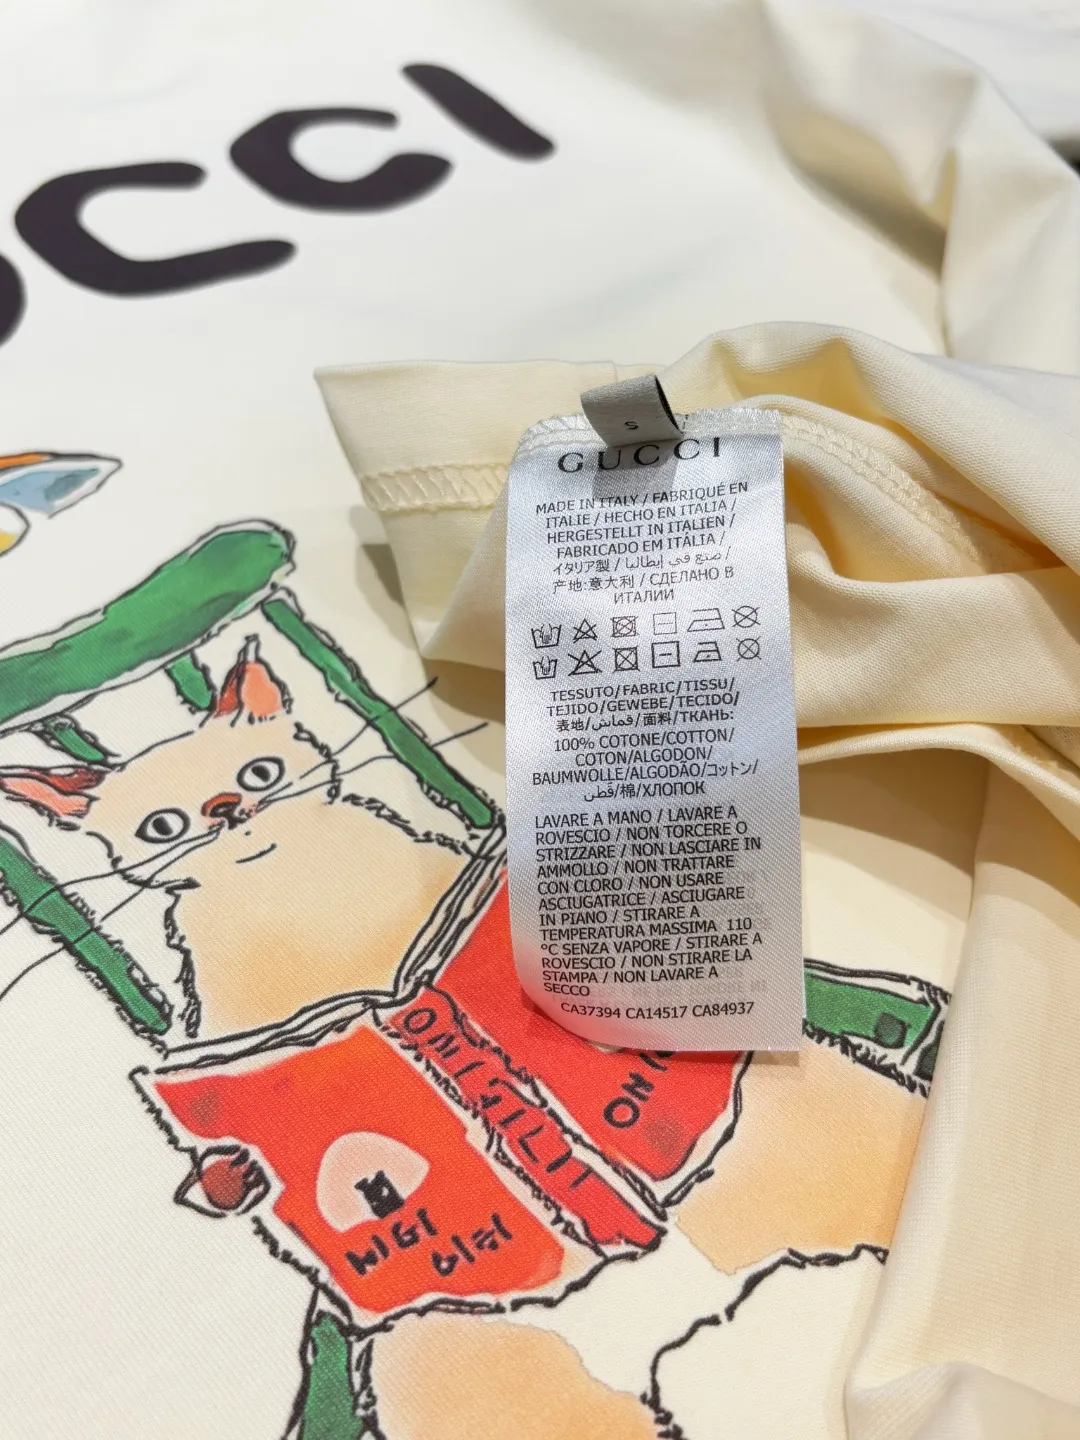 CCI
S
GUCCI
MADE IN ITALY / FABRIQUÉ EN
ITALIE / HECHO EN ITALIA /
HERGESTELLT IN ITALIEN /
FABRICADO EM ITÁLIA /
イタリア製 / صنع في إيطاليا /
产地:意大利 / СДЕЛАНО В
ИТАЛИИ
TESSUTO/FABRIC/TISSU/
TEJIDO/GEWEBE/TECIDO/
表地/قماش/面料/ТКАНЬ:
100% COTONE/COTTON/
COTON/ALGODON/
BAUMWOLLE/ALGODÃO/コットン/
قطن/棉/ХЛОПОК
LAVARE A MANO / LAVARE A
ROVESCIO / NON TORCERE O
STRIZZARE / NON LASCIARE IN
AMMOLLO / NON TRATTARE
CON CLORO / NON USARE
ASCIUGATRICE / ASCIUGARE
IN PIANO / STIRARE A
TEMPERATURA MASSIMA 110
°C SENZA VAPORE / STIRARE A
ROVESCIO / NON STIRARE LA
STAMPA / NON LAVARE A
SECCO
CA37394 CA14517 CA84937